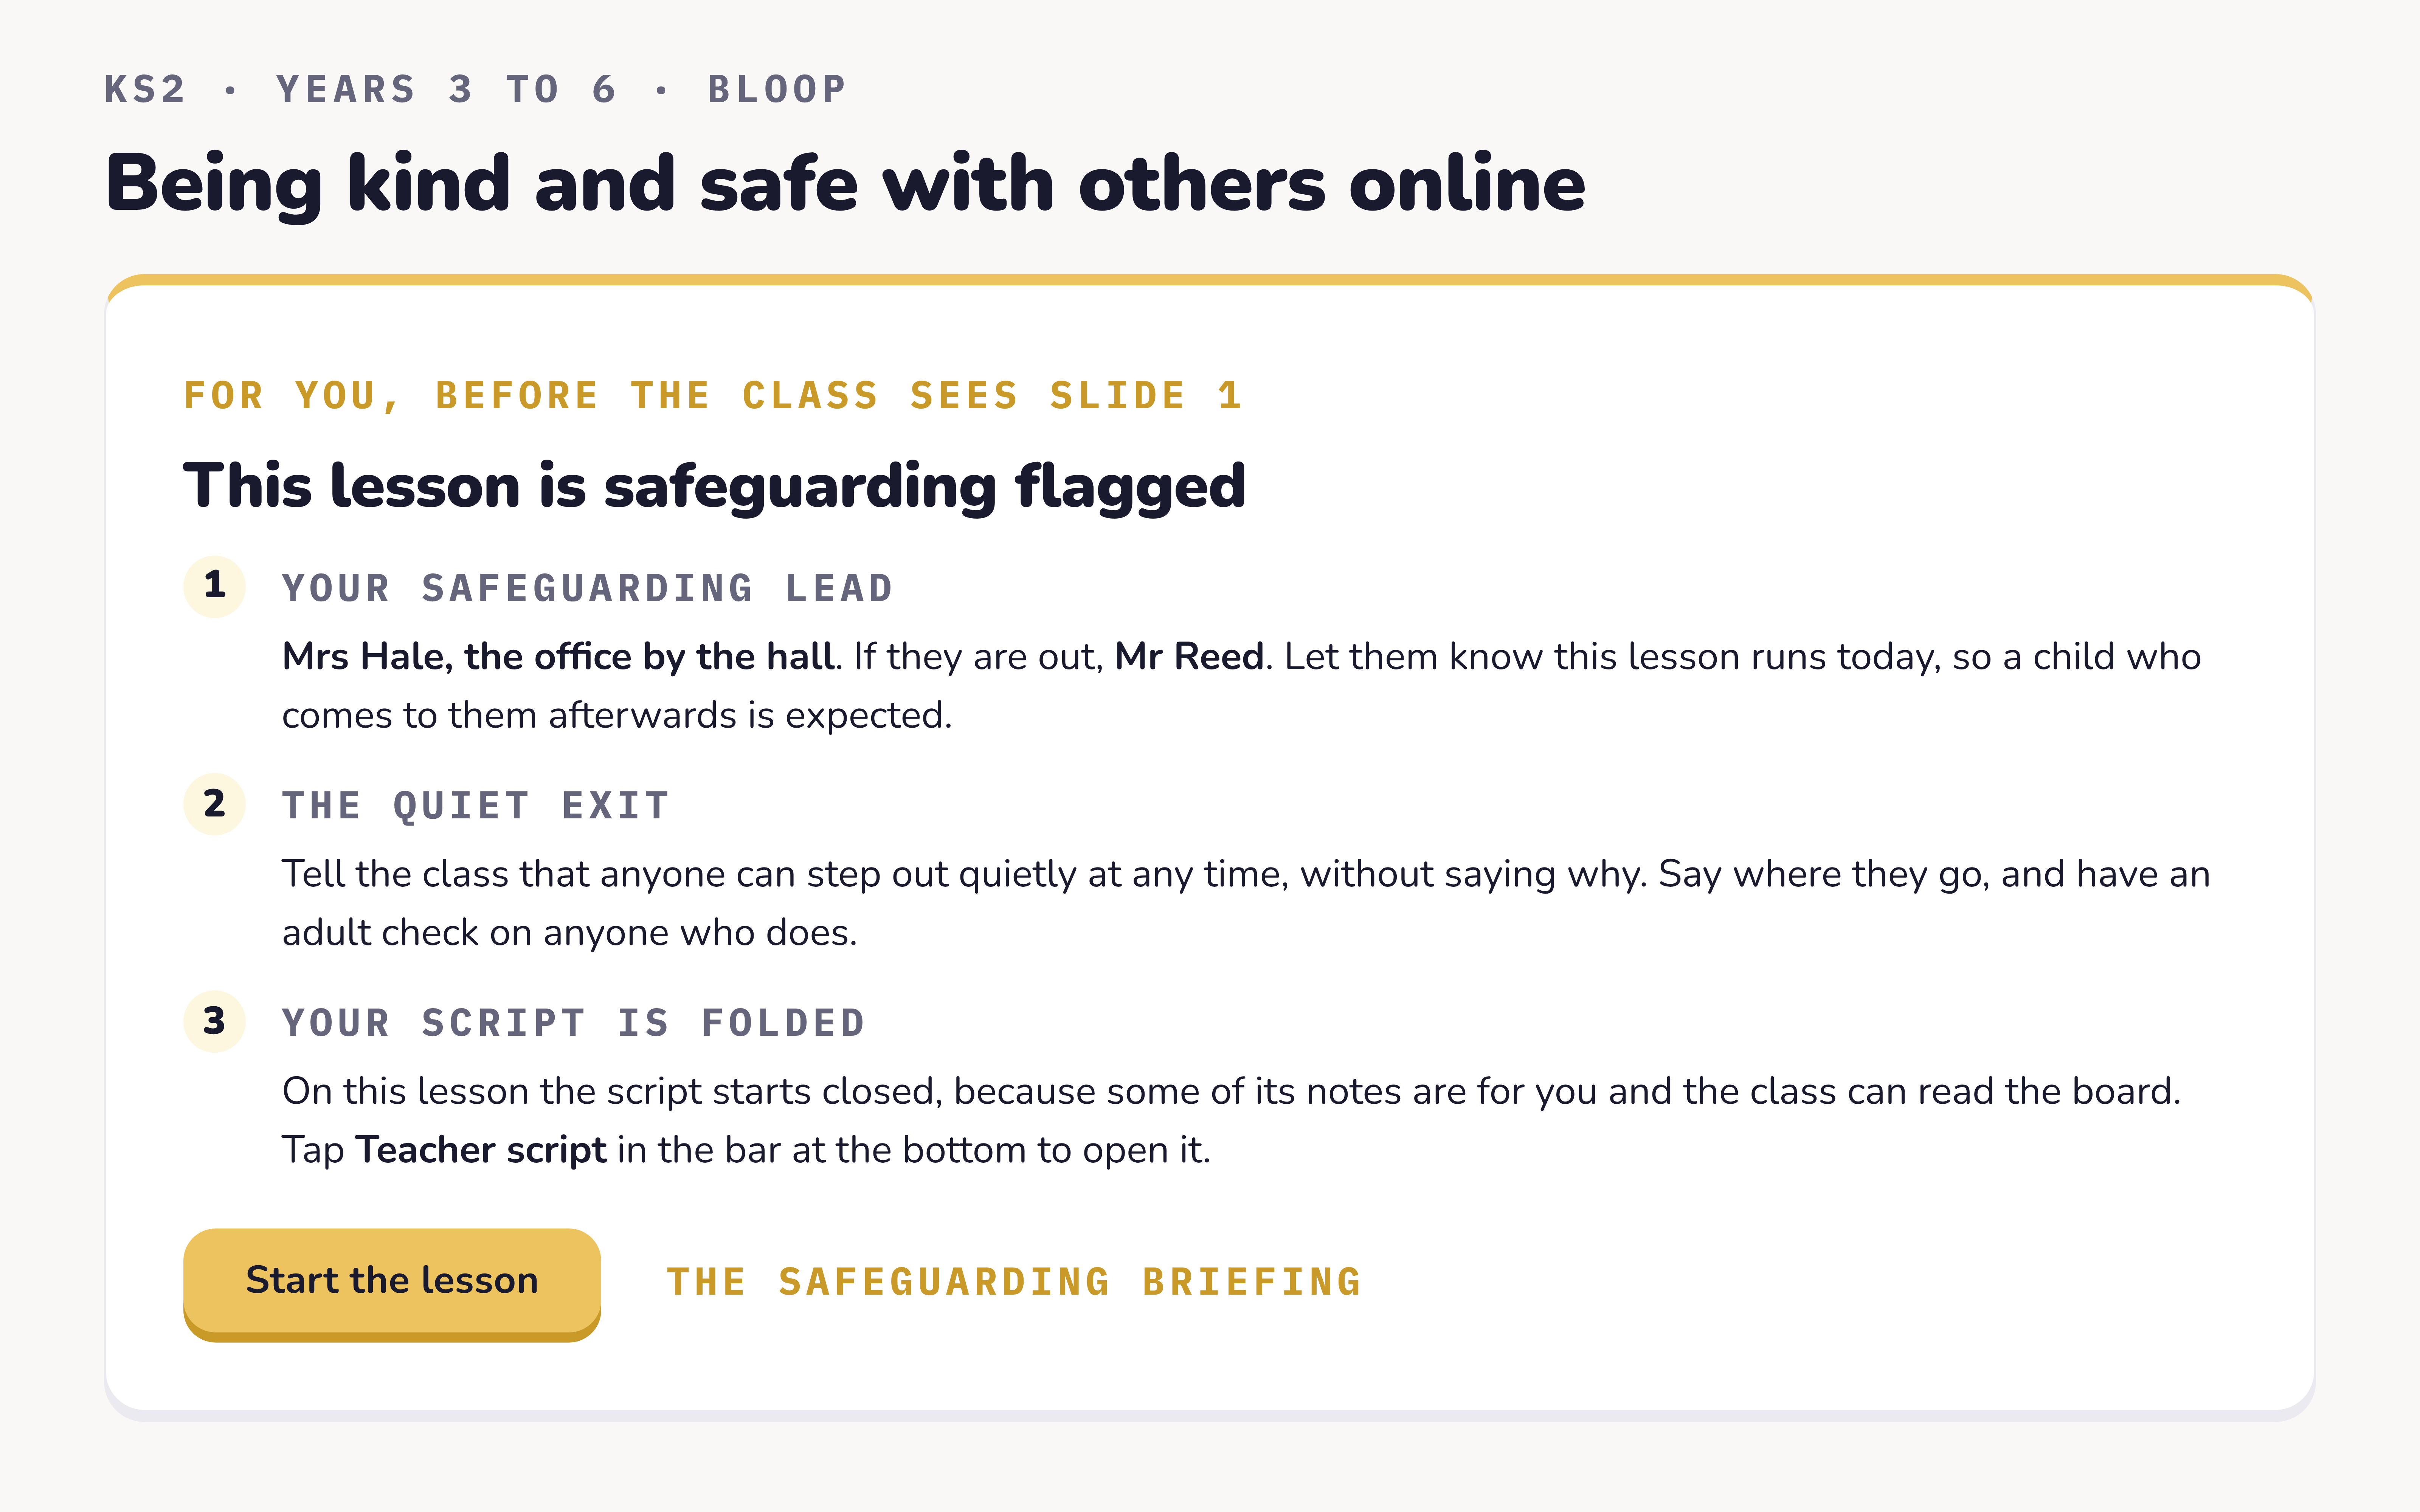 KS2 · YEARS 3 TO 6 · BLOOP
Being kind and safe with others online
FOR YOU, BEFORE THE CLASS SEES SLIDE 1
This lesson is safeguarding flagged
1 YOUR SAFEGUARDING LEAD
Mrs Hale, the office by the hall. If they are out, Mr Reed. Let them know this lesson runs today, so a child who
comes to them afterwards is expected.
2 THE QUIET EXIT
Tell the class that anyone can step out quietly at any time, without saying why. Say where they go, and have an
adult check on anyone who does.
3 YOUR SCRIPT IS FOLDED
On this lesson the script starts closed, because some of its notes are for you and the class can read the board.
Tap Teacher script in the bar at the bottom to open it.
Start the lesson THE SAFEGUARDING BRIEFING